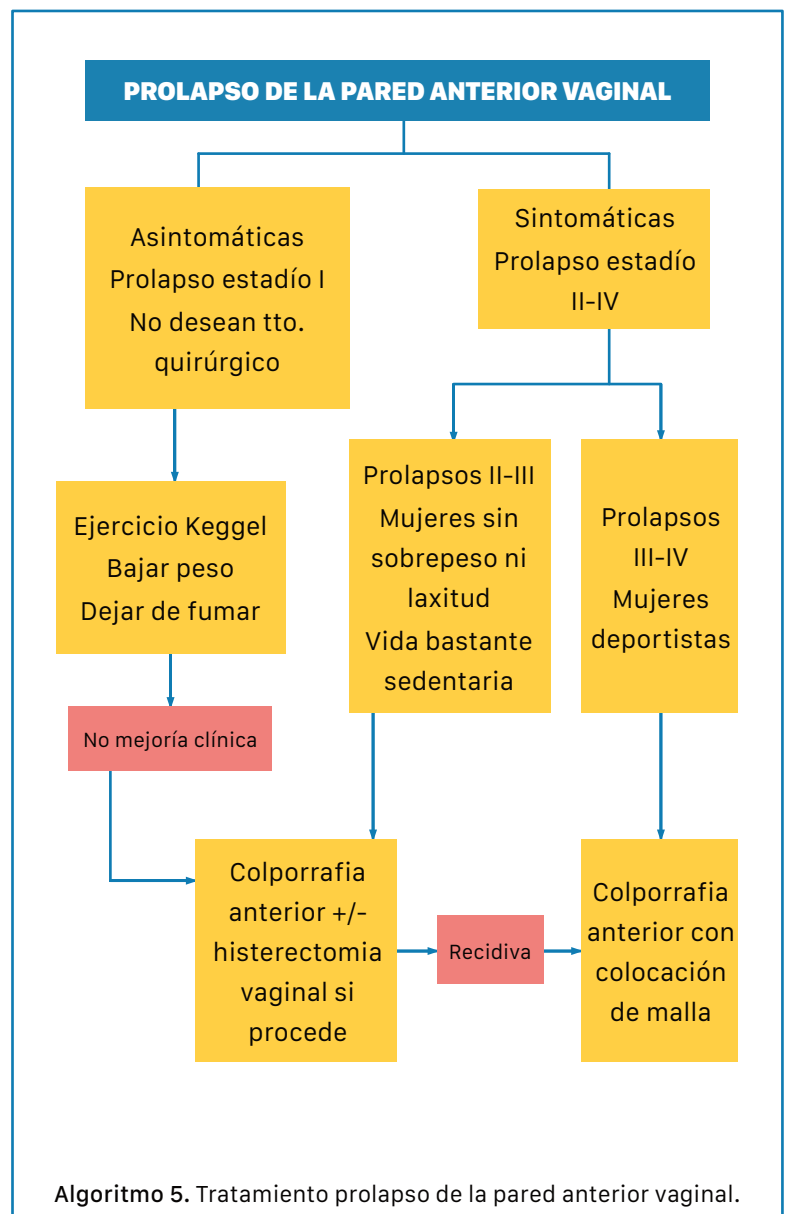 PROLAPSO DE LA PARED ANTERIOR VAGINAL
Asintomáticas
Prolapso estadío I
No desean tto.
quirúrgico
Sintomáticas
Prolapso estadío
II-IV
Ejercicio Keggel
Bajar peso
Dejar de fumar
Prolapsos II-III
Mujeres sin
sobrepeso ni
laxitud
Vida bastante
sedentaria
Prolapsos
III-IV
Mujeres
deportistas
No mejoría clínica
Colporrafia
anterior +/-
histerectomia
vaginal si
procede
Recidiva
Colporrafia
anterior con
colocación
de malla
Algoritmo 5. Tratamiento prolapso de la pared anterior vaginal.